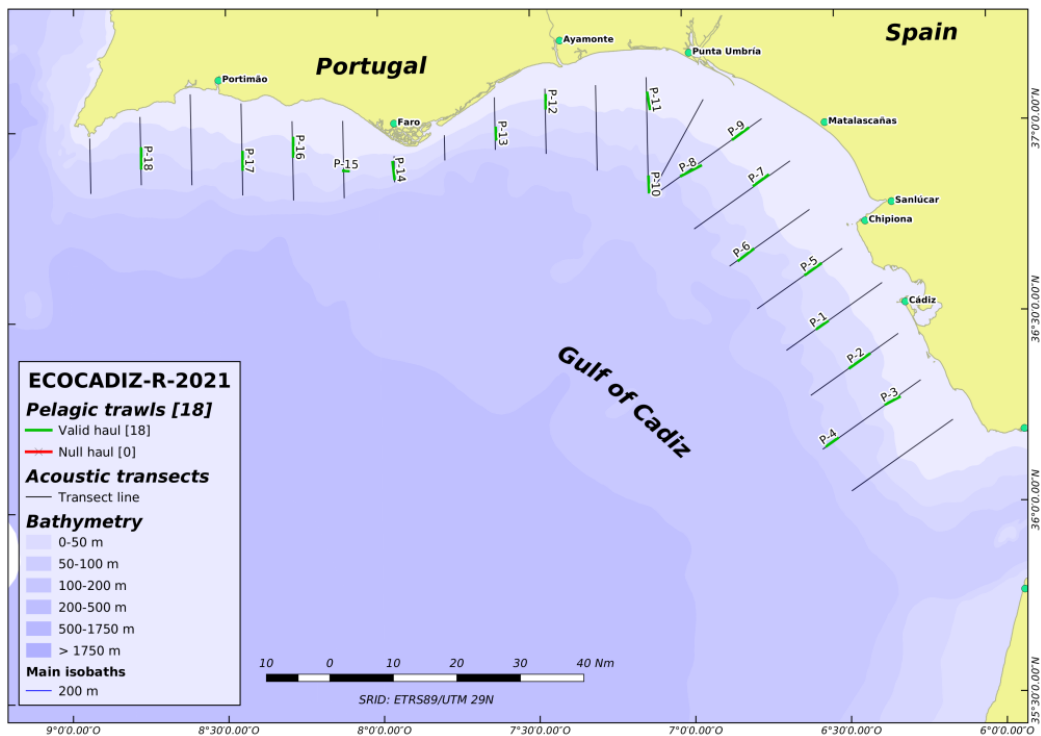 Spain
Portugal
Ayamonte
Punta Umbría
Portimão
Faro
Matalascañas
Sanlúcar
Chipiona
Cádiz
P-18
P-17
P-16
P-15
P-14
P-13
P-12
P-11
P-10
P-9
P-8
P-7
P-6
P-5
P-1
P-2
P-3
P-4
Gulf of Cadiz
ECOCADIZ-R-2021
Pelagic trawls [18]
Valid haul [18]
Null haul [0]
Acoustic transects
Transect line
Bathymetry
0-50 m
50-100 m
100-200 m
200-500 m
500-1750 m
> 1750 m
Main isobaths
200 m
10 0 10 20 30 40 Nm
SRID: ETRS89/UTM 29N
37°0'0.00"N
36°30'0.00"N
36°0'0.00"N
35°30'0.00"N
9°0'0.00"O
8°30'0.00"O
8°0'0.00"O
7°30'0.00"O
7°0'0.00"O
6°30'0.00"O
6°0'0.00"O